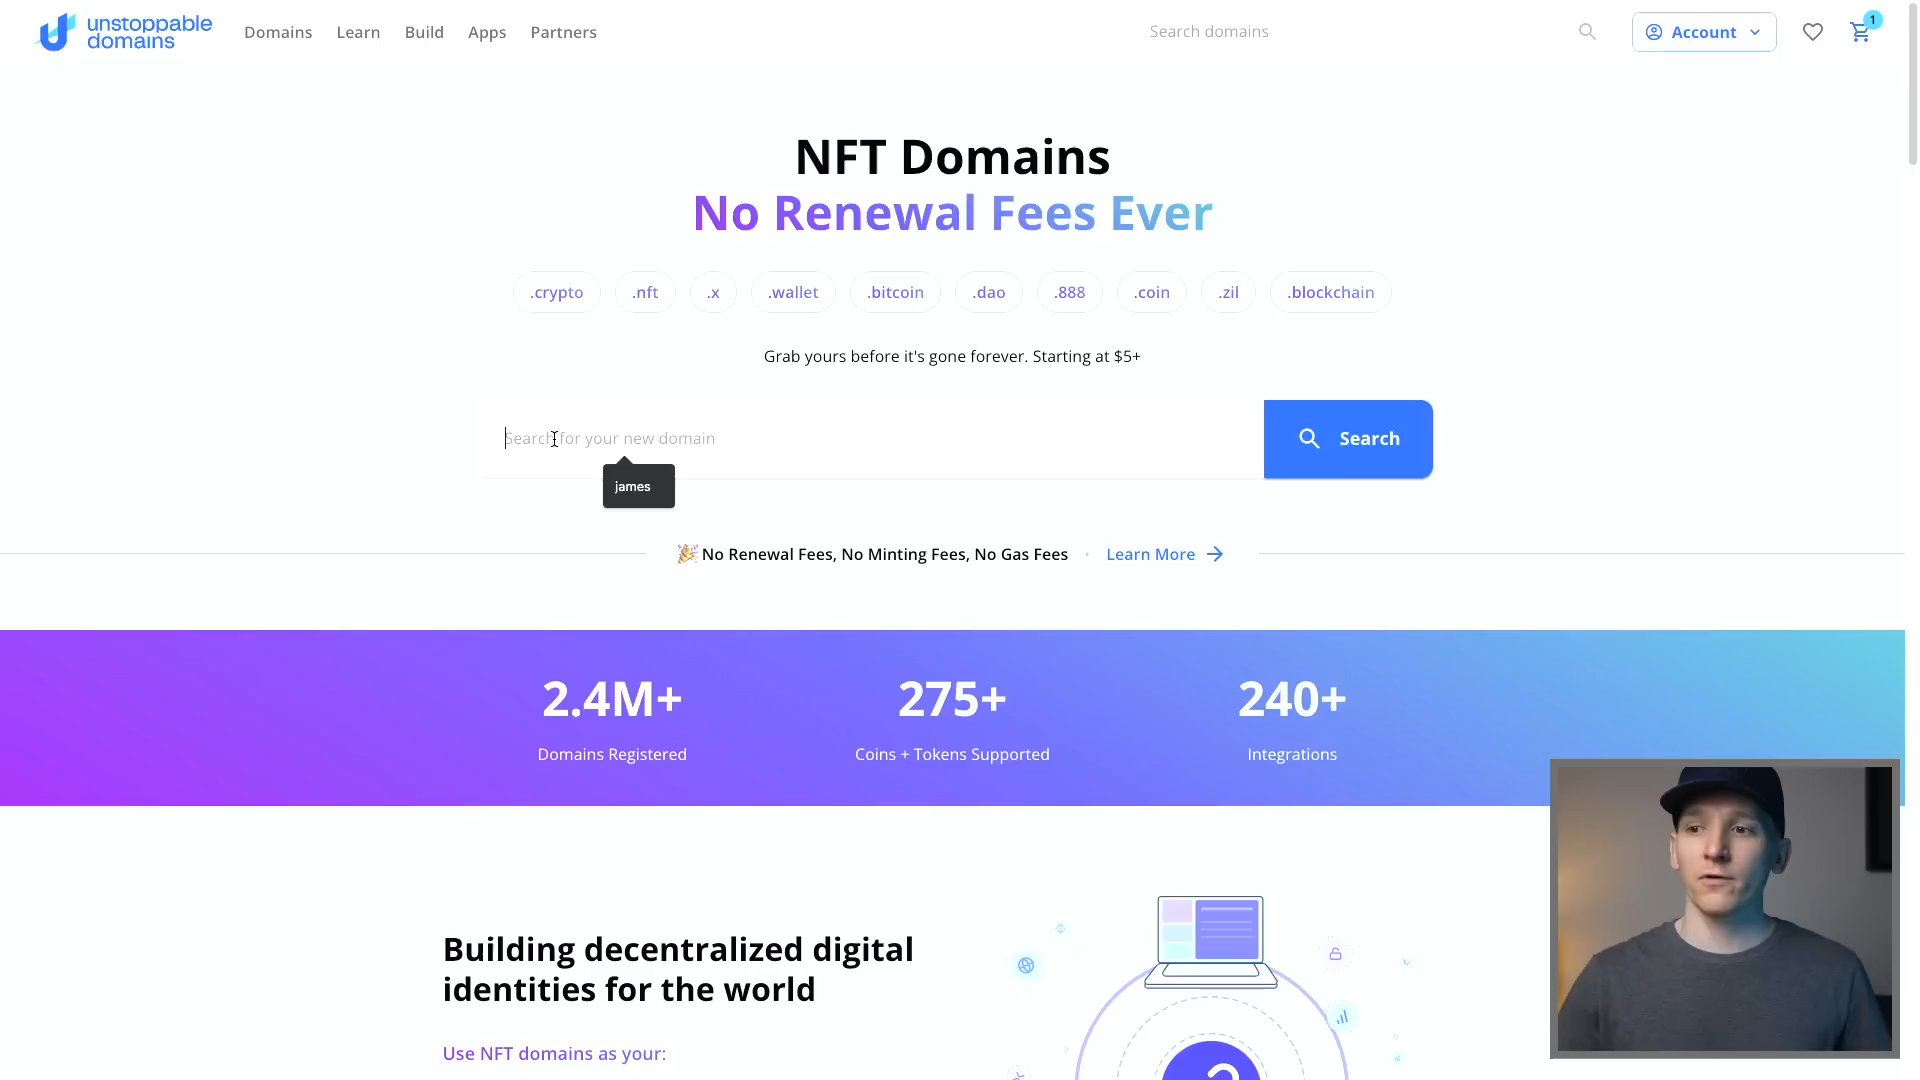 unstoppable
domains
Domains
Learn
Build
Apps
Partners
Search domains
Account
1
NFT Domains
No Renewal Fees Ever
.crypto
.nft
.x
.wallet
.bitcoin
.dao
.888
.coin
.zil
.blockchain
Grab yours before it's gone forever. Starting at $5+
Search for your new domain
Search
james
No Renewal Fees, No Minting Fees, No Gas Fees · Learn More
2.4M+
Domains Registered
275+
Coins + Tokens Supported
240+
Integrations
Building decentralized digital
identities for the world
Use NFT domains as your: